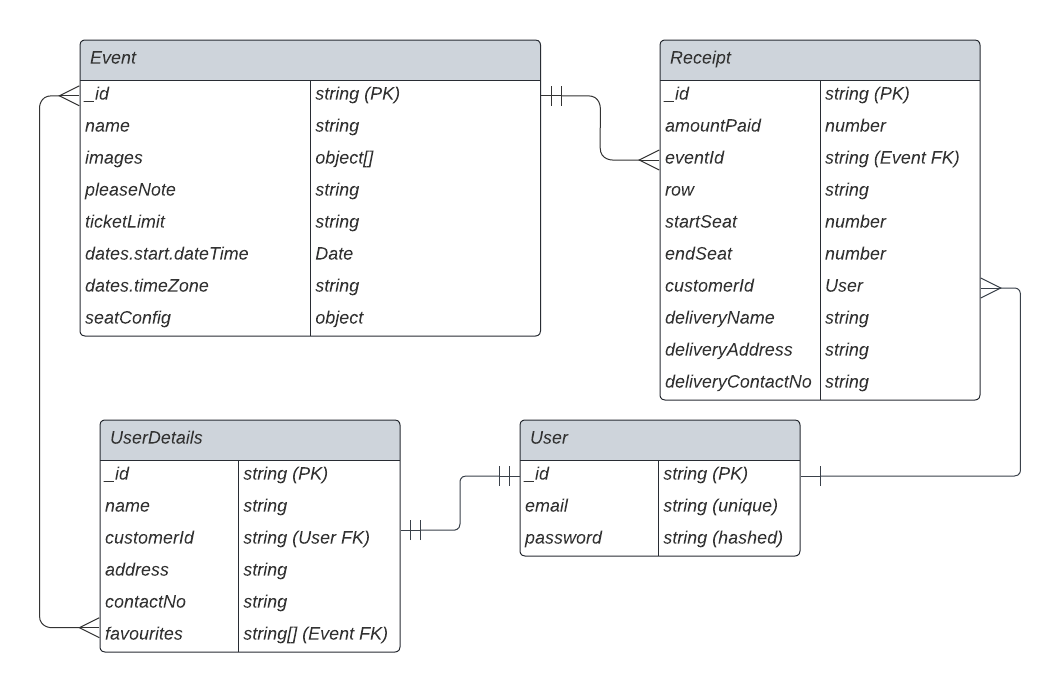 Event
_id string (PK)
name string
images object[]
pleaseNote string
ticketLimit string
dates.start.dateTime Date
dates.timeZone string
seatConfig object
Receipt
_id string (PK)
amountPaid number
eventId string (Event FK)
row string
startSeat number
endSeat number
customerId User
deliveryName string
deliveryAddress string
deliveryContactNo string
UserDetails
_id string (PK)
name string
customerId string (User FK)
address string
contactNo string
favourites string[] (Event FK)
User
_id string (PK)
email string (unique)
password string (hashed)